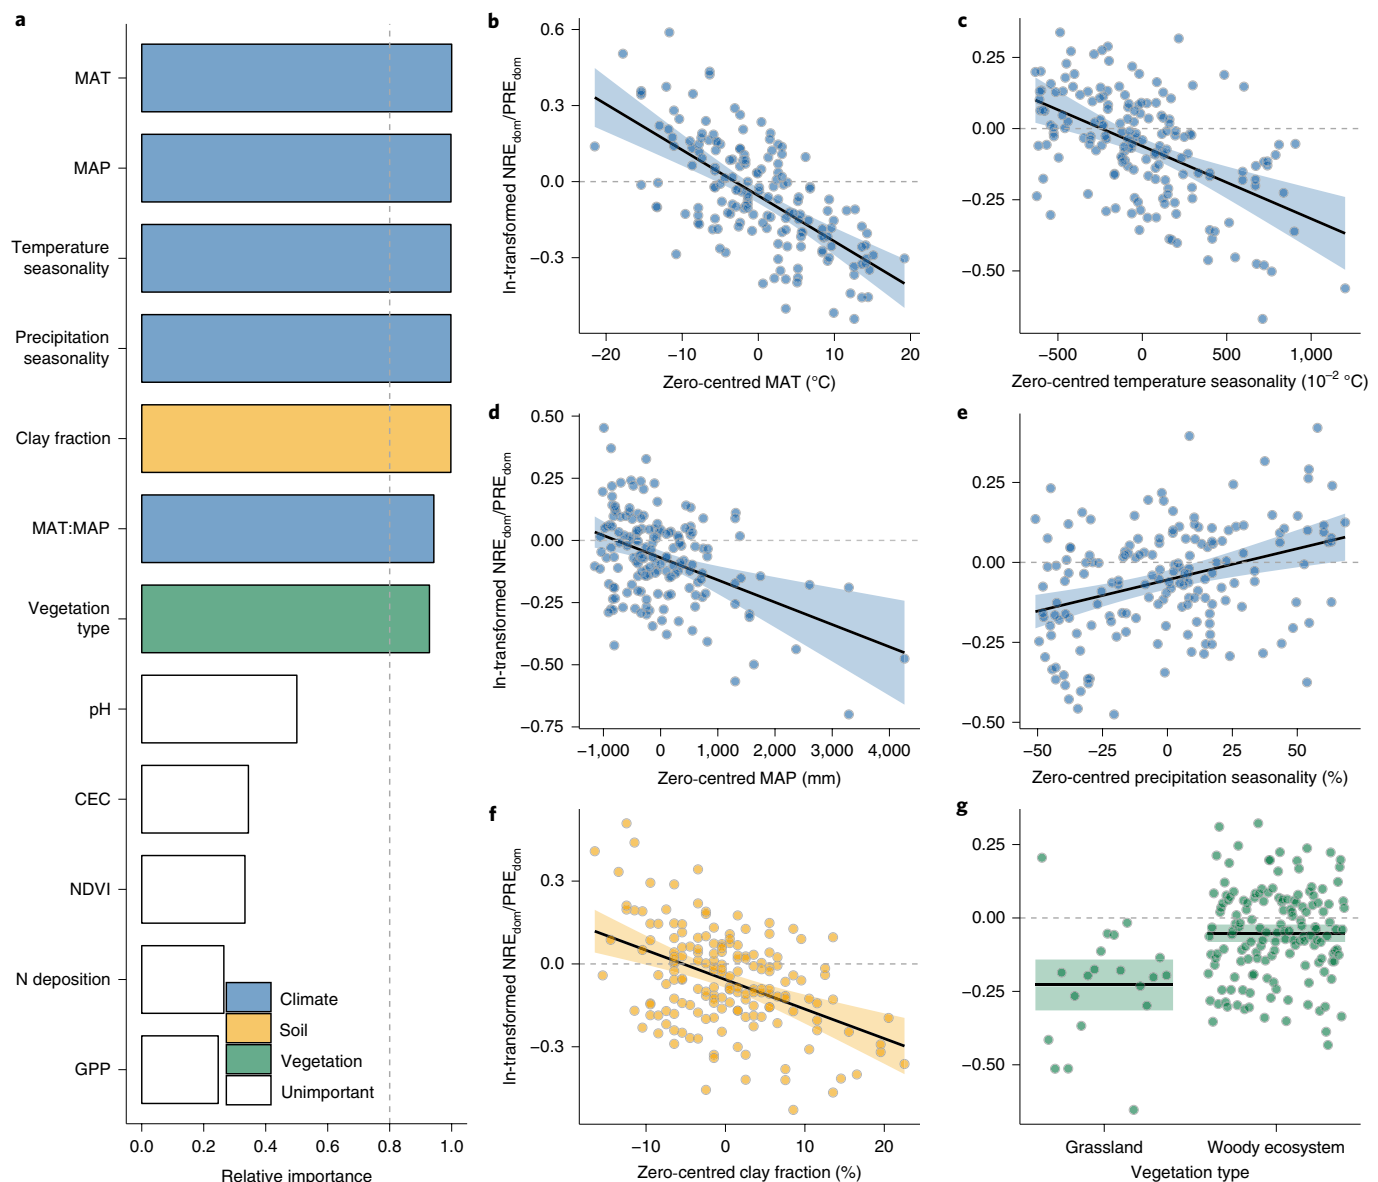 a
MAT
MAP
Temperature
seasonality
Precipitation
seasonality
Clay fraction
MAT:MAP
Vegetation
type
pH
CEC
NDVI
N deposition
GPP
Climate
Soil
Vegetation
Unimportant
0.0 0.2 0.4 0.6 0.8 1.0
Relative importance
b
ln-transformed NREdom/PREdom
0.6
0.3
0.0
−0.3
−20 −10 0 10 20
Zero-centred MAT (°C)
c
0.25
0.00
−0.25
−0.50
−500 0 500 1,000
Zero-centred temperature seasonality (10−2 °C)
d
ln-transformed NREdom/PREdom
0.50
0.25
0.00
−0.25
−0.50
−0.75
−1,000 0 1,000 2,000 3,000 4,000
Zero-centred MAP (mm)
e
0.25
0.00
−0.25
−0.50
−50 −25 0 25 50
Zero-centred precipitation seasonality (%)
f
ln-transformed NREdom/PREdom
0.3
0.0
−0.3
−10 0 10 20
Zero-centred clay fraction (%)
g
0.25
0.00
−0.25
−0.50
Grassland Woody ecosystem
Vegetation type